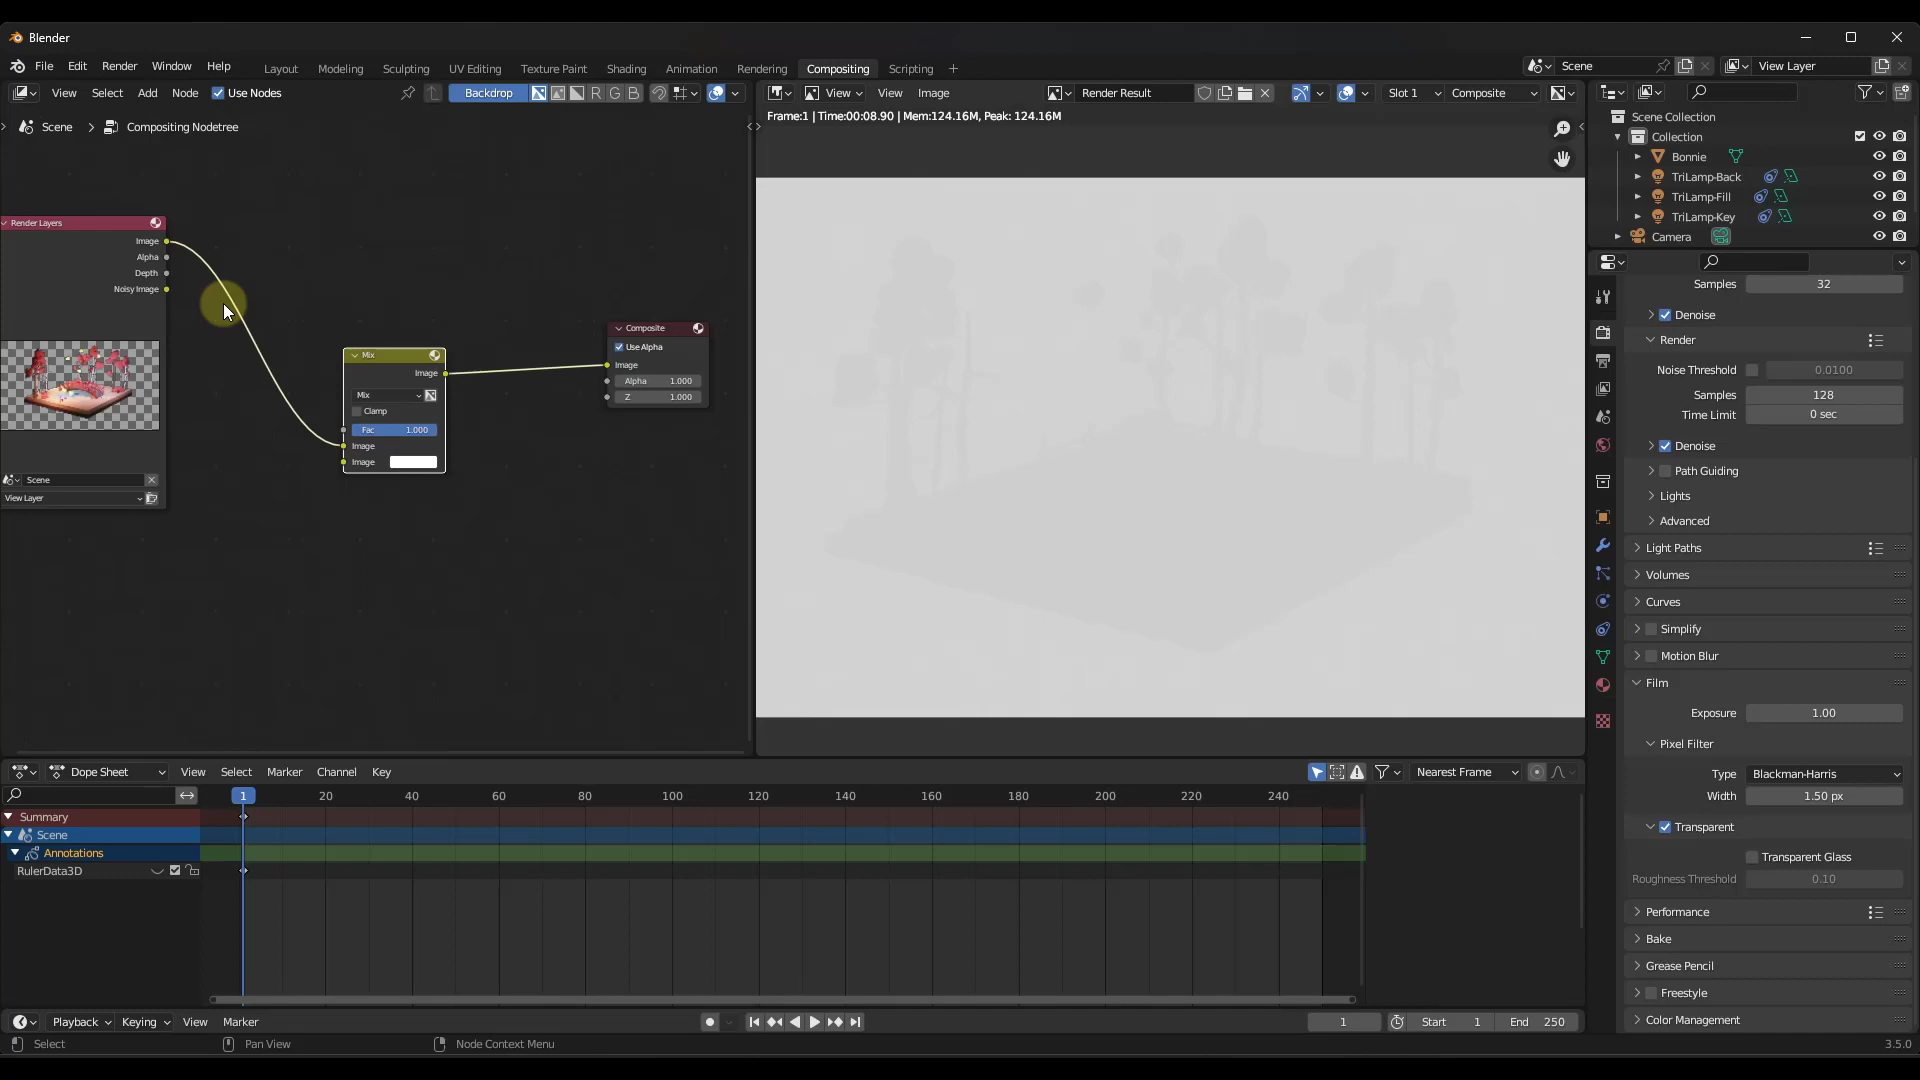 Blender
File Edit Render Window Help Layout Modeling Sculpting UV Editing Texture Paint Shading Animation Rendering Compositing Scripting + Scene View Layer
View Select Add Node Use Nodes Backdrop R G B View View Image Render Result Slot 1 Composite
Scene > Compositing Nodetree
Frame:1 | Time:00:08.90 | Mem:124.16M, Peak: 124.16M
Scene Collection
Collection
Bonnie
TriLamp-Back
TriLamp-Fill
TriLamp-Key
Camera
Render Layers
Image
Alpha
Depth
Noisy Image
Scene
View Layer
Mix
Image
Mix
Clamp
Fac 1.000
Image
Image
Composite
Use Alpha
Image
Alpha 1.000
Z 1.000
Samples 32
Denoise
Render
Noise Threshold 0.0100
Samples 128
Time Limit 0 sec
Denoise
Path Guiding
Lights
Advanced
Light Paths
Volumes
Curves
Simplify
Motion Blur
Film
Exposure 1.00
Pixel Filter
Type Blackman-Harris
Width 1.50 px
Transparent
Transparent Glass
Roughness Threshold 0.10
Performance
Bake
Grease Pencil
Freestyle
Color Management
Dope Sheet View Select Marker Channel Key Nearest Frame
1 20 40 60 80 100 120 140 160 180 200 220 240
Summary
Scene
Annotations
RulerData3D
Playback Keying View Marker 1 Start 1 End 250
Select Pan View Node Context Menu 3.5.0